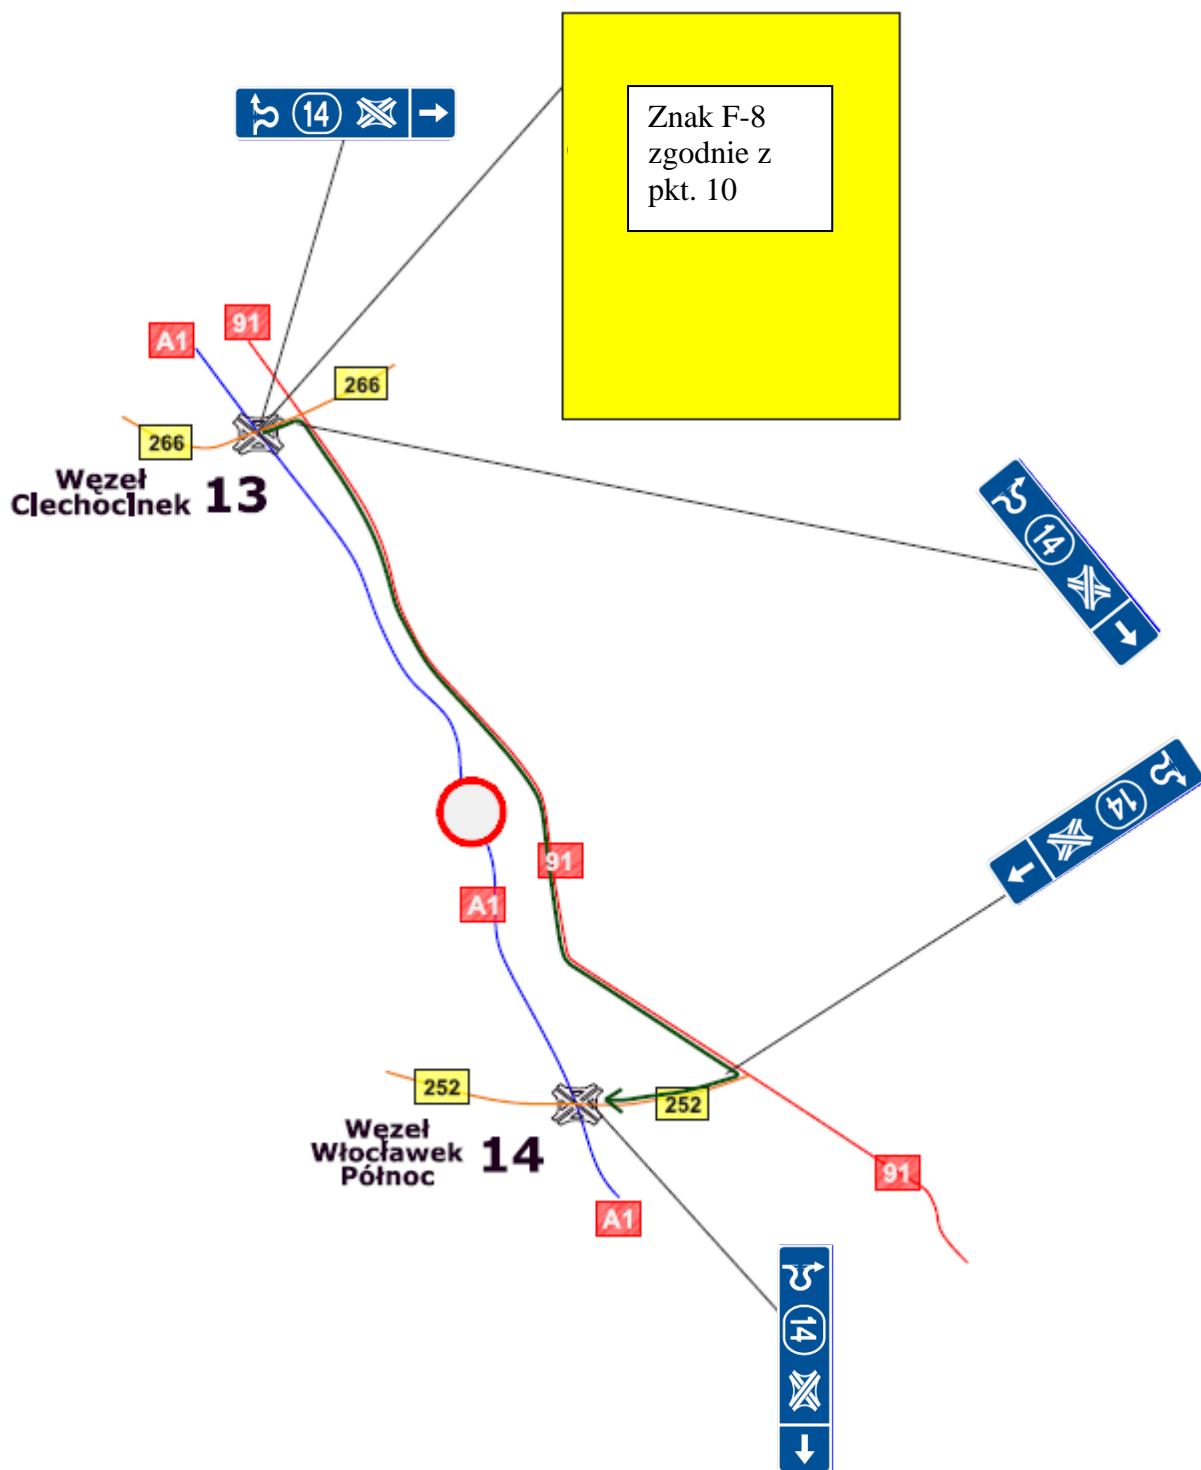 14
Znak F-8
zgodnie z
pkt. 10
91
A1
266
266
Węzeł
Ciechocinek 13
14
14
91
A1
252
252
Węzeł
Włocławek 14
Północ
91
A1
14